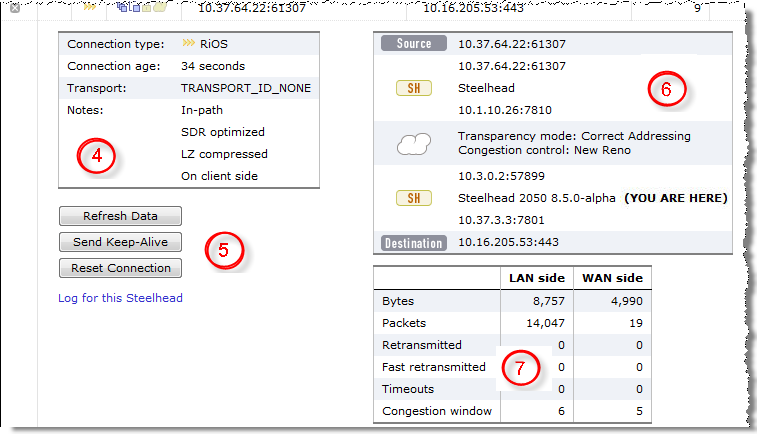 10.37.64.22:61307 10.16.205.53:443 9
Connection type: RiOS
Connection age: 34 seconds
Transport: TRANSPORT_ID_NONE
Notes: In-path
SDR optimized
LZ compressed
On client side
4
Refresh Data
Send Keep-Alive
Reset Connection
5
Log for this Steelhead
Source 10.37.64.22:61307
10.37.64.22:61307
SH Steelhead
10.1.10.26:7810
6
Transparency mode: Correct Addressing
Congestion control: New Reno
10.3.0.2:57899
SH Steelhead 2050 8.5.0-alpha (YOU ARE HERE)
10.37.3.3:7801
Destination 10.16.205.53:443
LAN side WAN side
Bytes 8,757 4,990
Packets 14,047 19
Retransmitted 0 0
Fast retransmitted 0 0
Timeouts 0 0
Congestion window 6 5
7